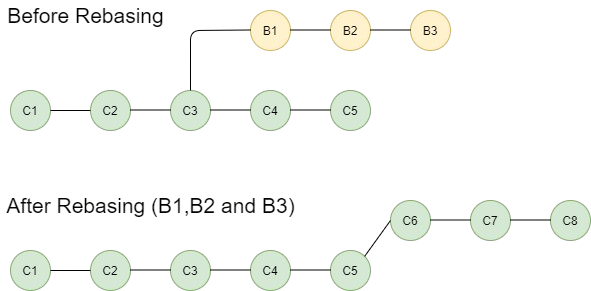 Before Rebasing
B1 B2 B3
C1 C2 C3 C4 C5
After Rebasing (B1,B2 and B3)
C6 C7 C8
C1 C2 C3 C4 C5